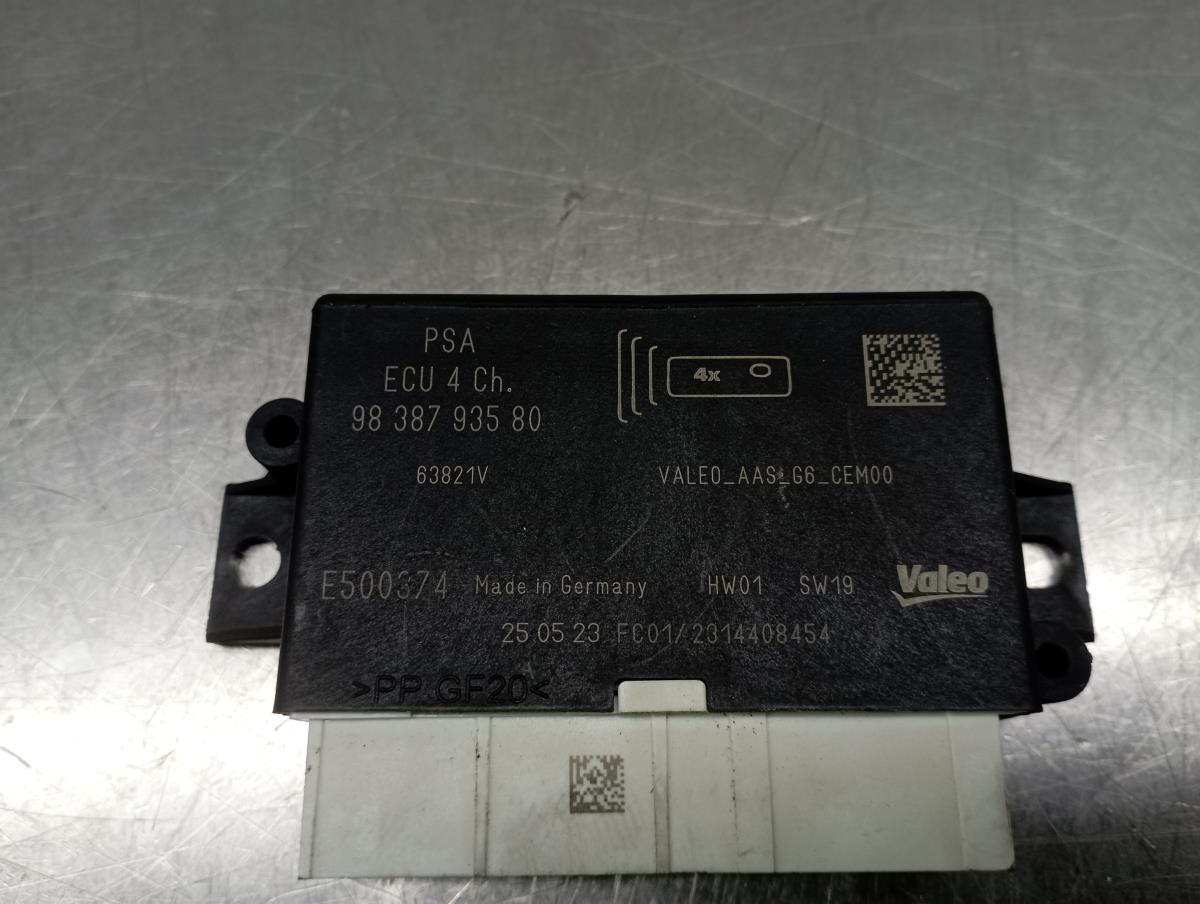 PSA
ECU 4 Ch.
98 387 935 80
4x
63821V
VALEO_AAS_G6_CEM00
E500374 Made in Germany HW01 SW19 Valeo
25 05 23 FC01/2314408454
>PP.GF20<